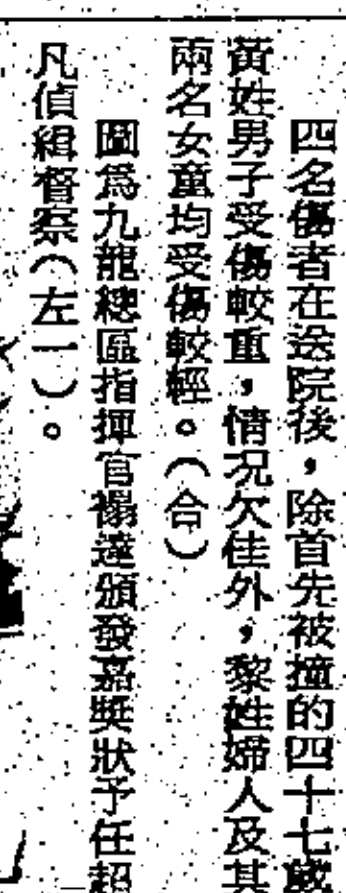 四名傷者在送院後，除首先被撞的四十七歲
黃姓男子受傷較重，情況欠佳外，黎姓婦人及其
兩名女童均受傷較輕。（合）
圖爲九龍總區指揮官褟達頒發嘉獎狀予任超
凡偵緝督察（左一）。